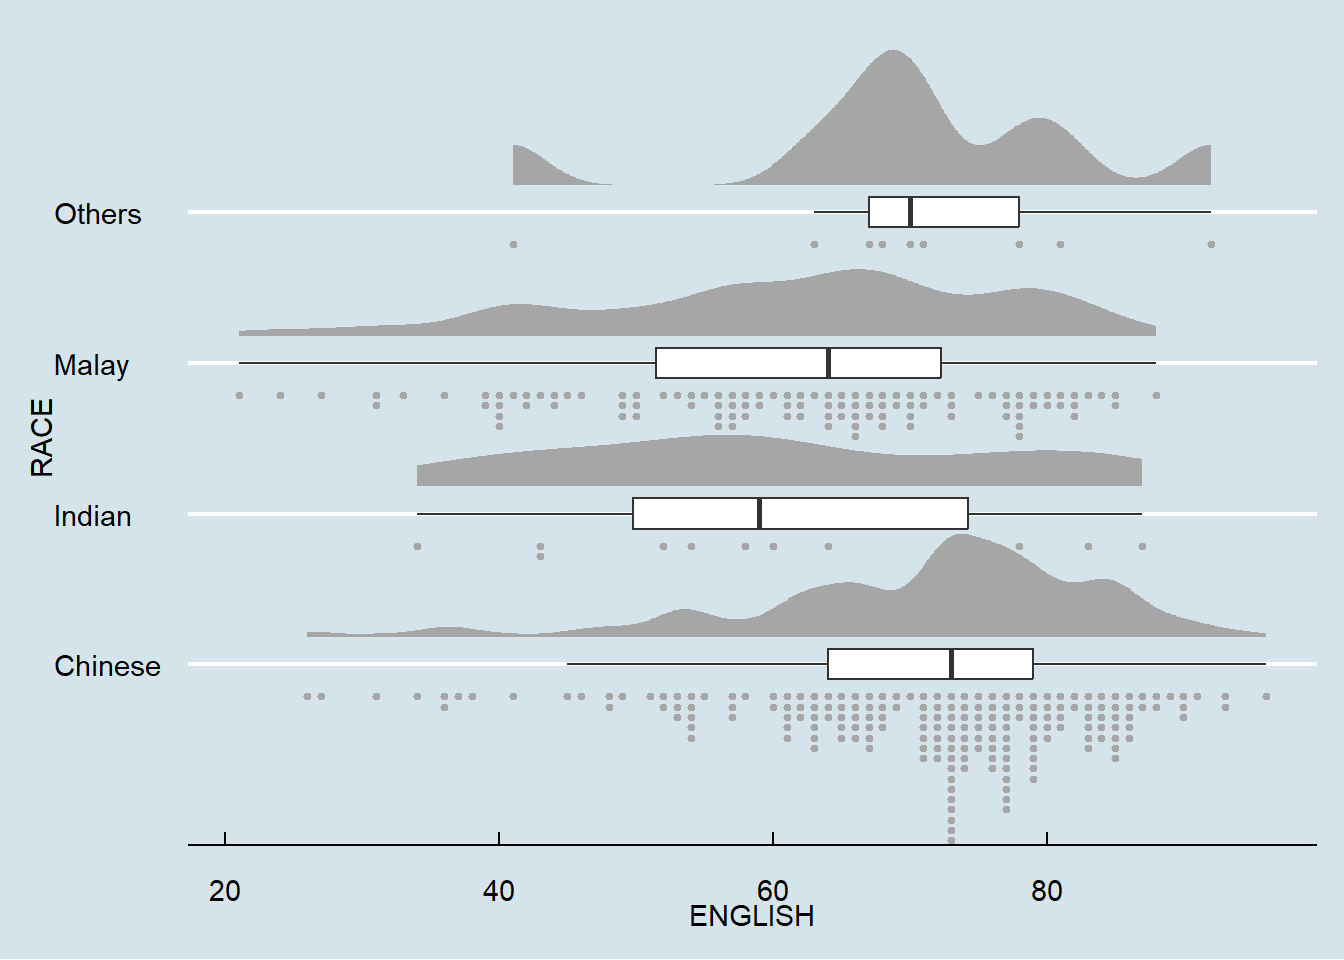 Others
Malay
RACE
Indian
Chinese
20 40 60 80
ENGLISH